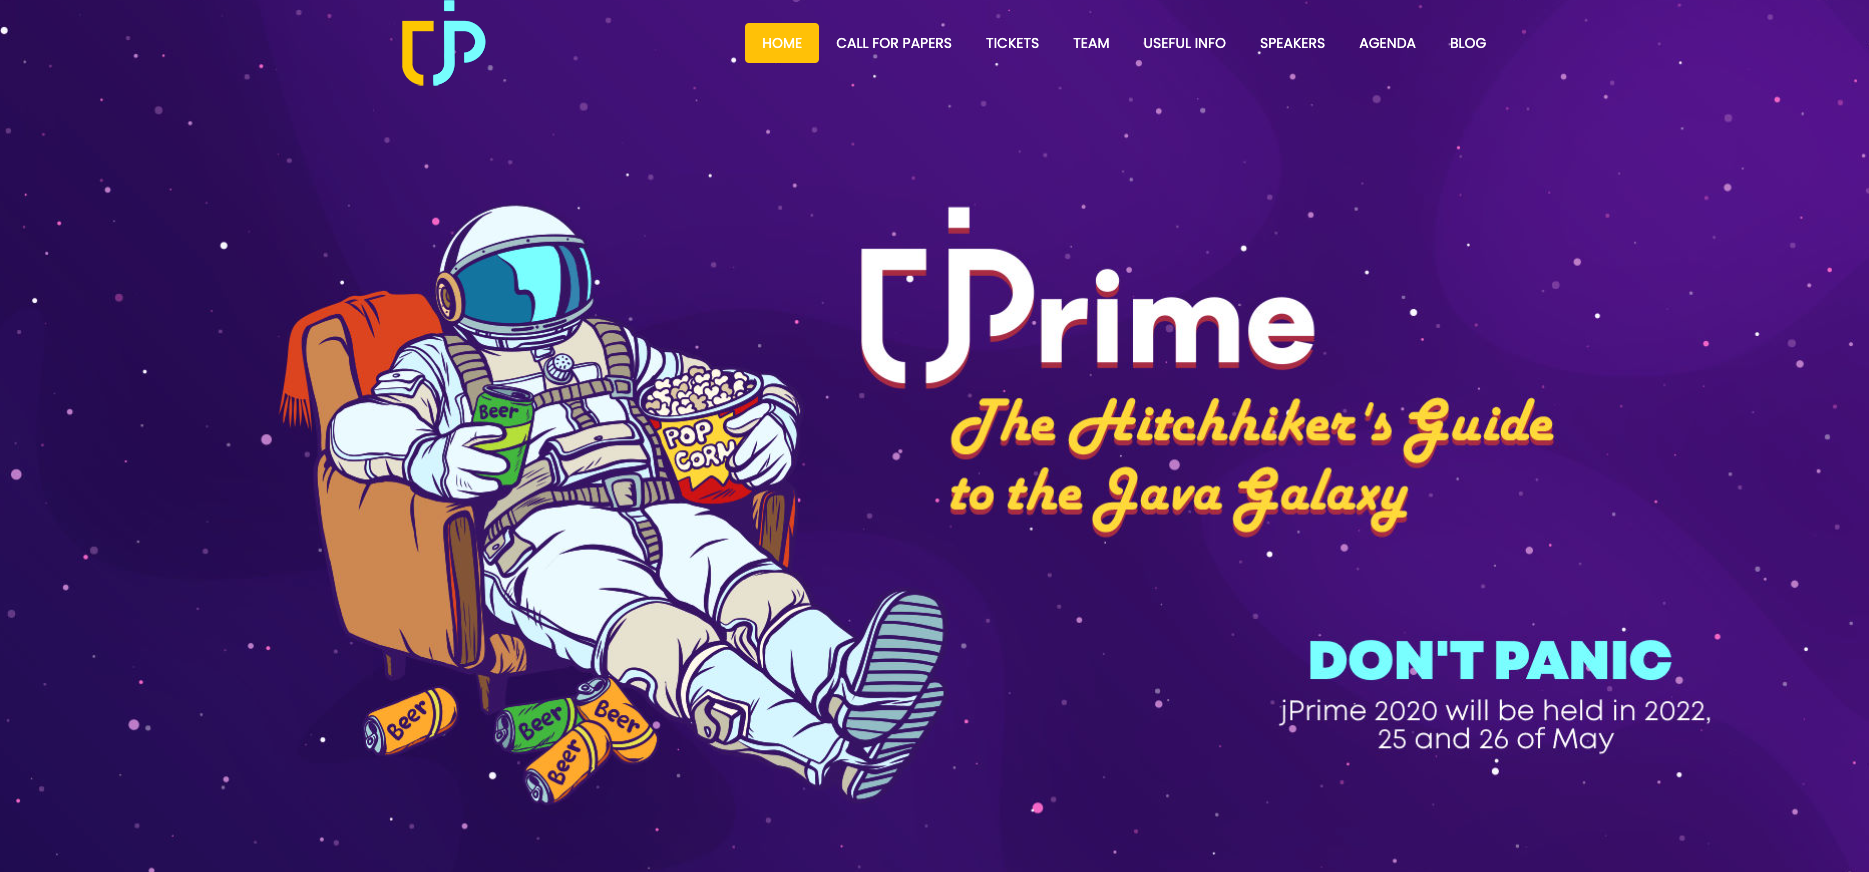 JP
HOME
CALL FOR PAPERS
TICKETS
TEAM
USEFUL INFO
SPEAKERS
AGENDA
BLOG
jPrime
The Hitchhiker's Guide
to the Java Galaxy
Beer
POP
CORN
DON'T PANIC
jPrime 2020 will be held in 2022,
25 and 26 of May
Beer
Beer
Beer
Beer